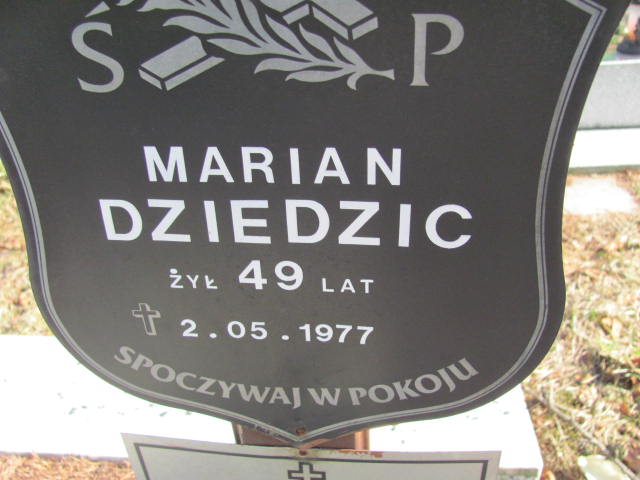 S P
MARIAN
DZIEDZIC
ŻYŁ 49 LAT
2.05.1977
SPOCZYWAJ W POKOJU